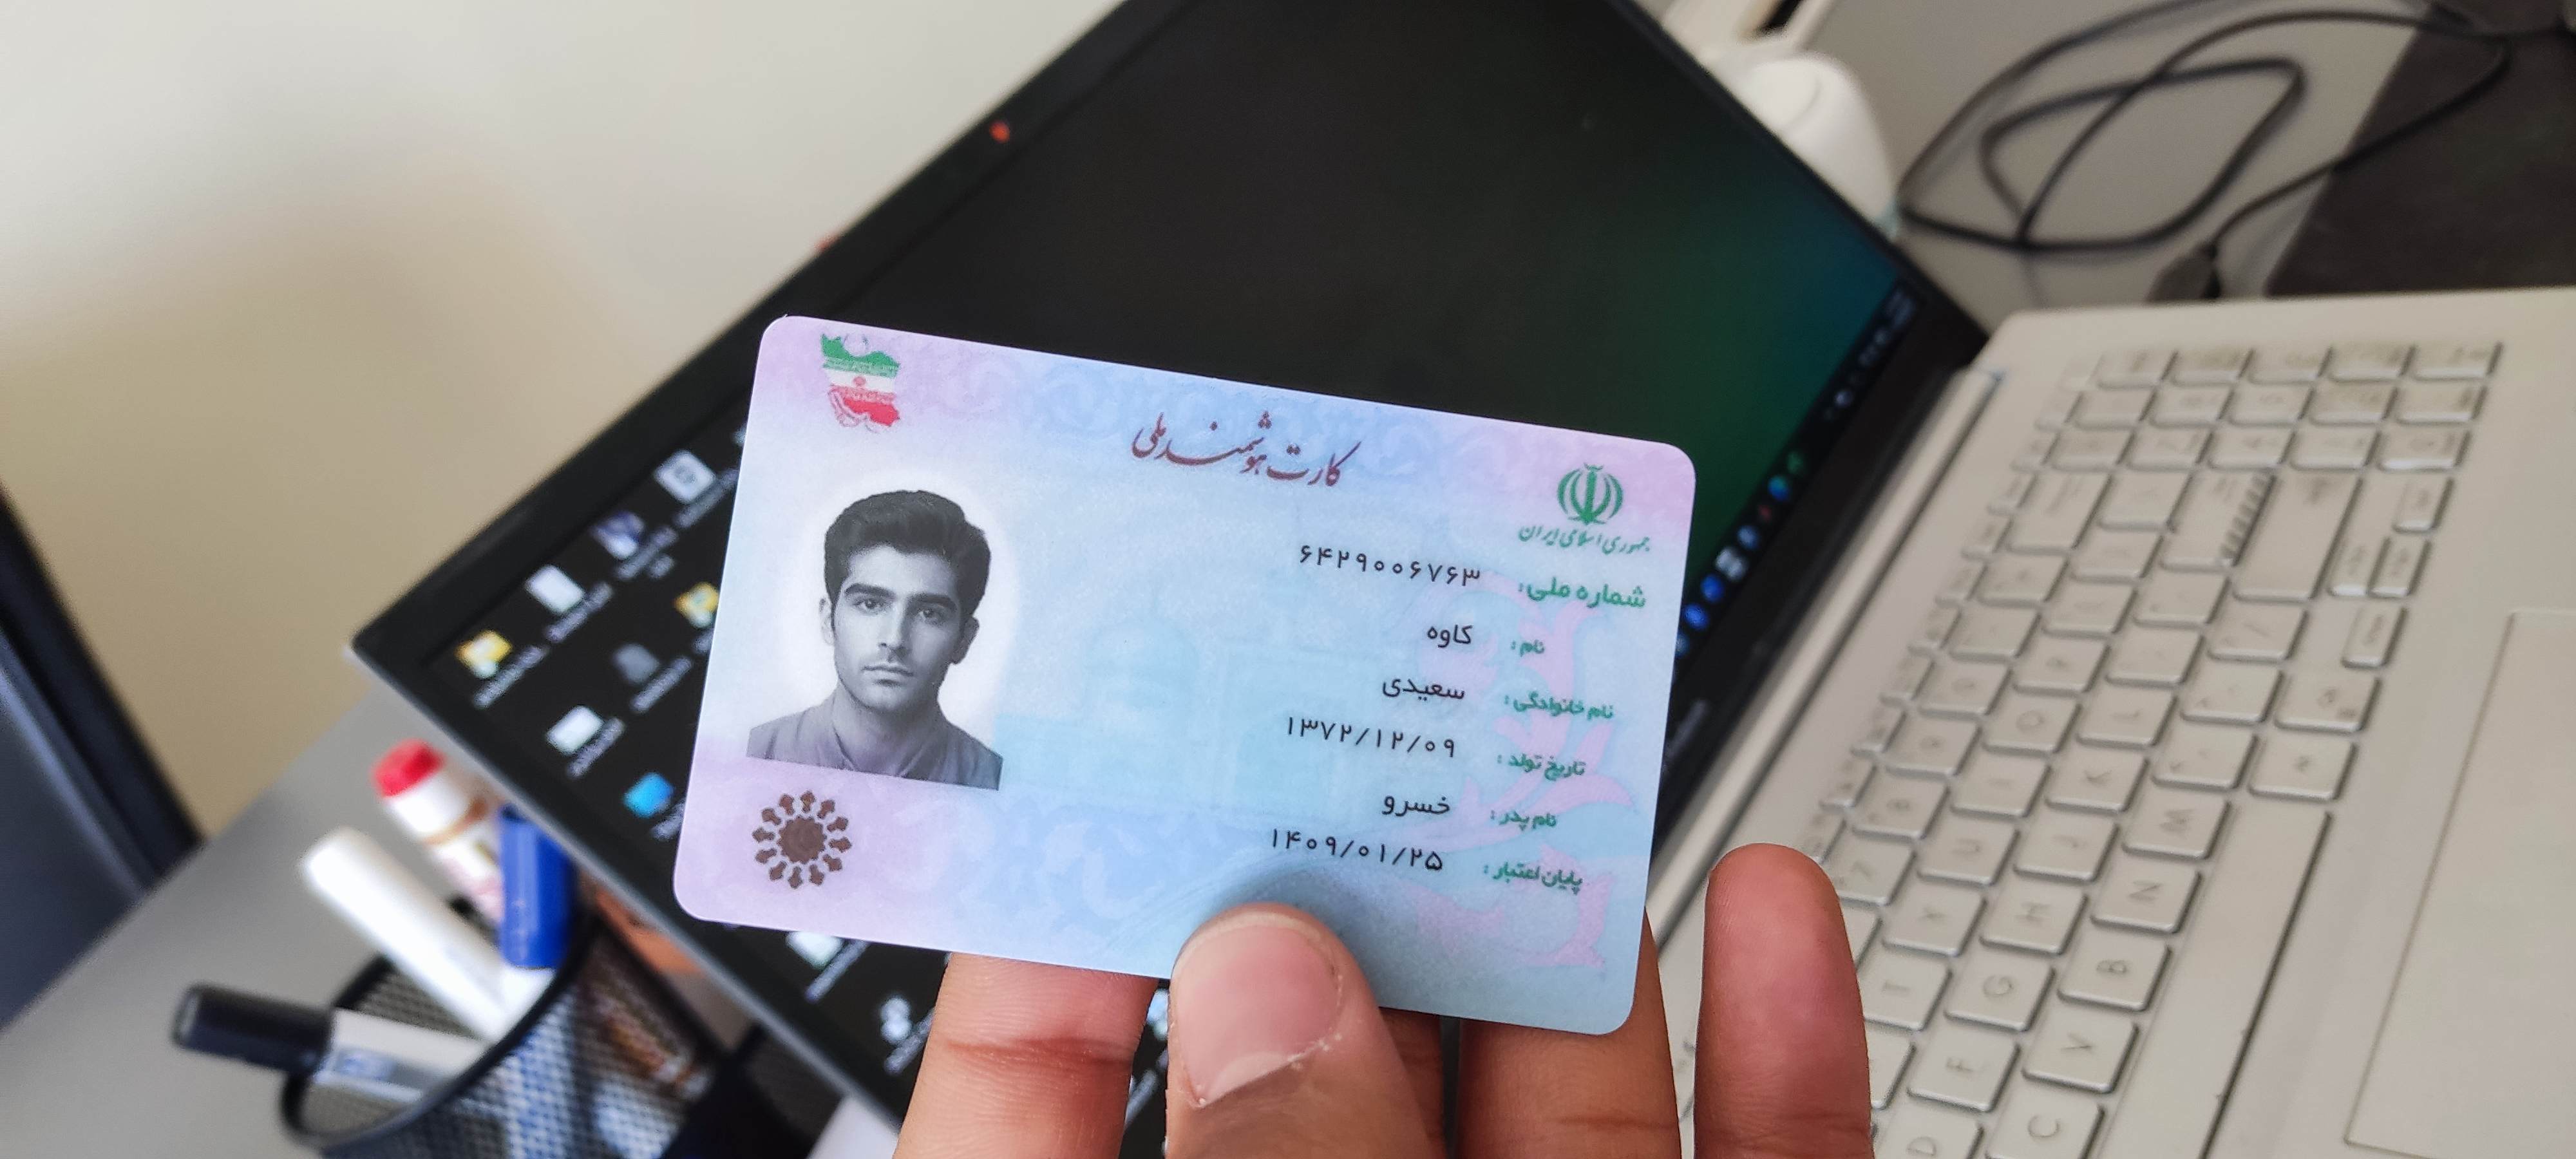 کارت هوشمند ملی
جمهوری اسلامی ایران
شماره ملی: ۶۴۲۹۰۰۶۷۶۳
نام: کاوه
نام خانوادگی: سعیدی
تاریخ تولد: ۱۳۷۲/۱۲/۰۹
نام پدر: خسرو
پایان اعتبار: ۱۴۰۹/۰۱/۲۵